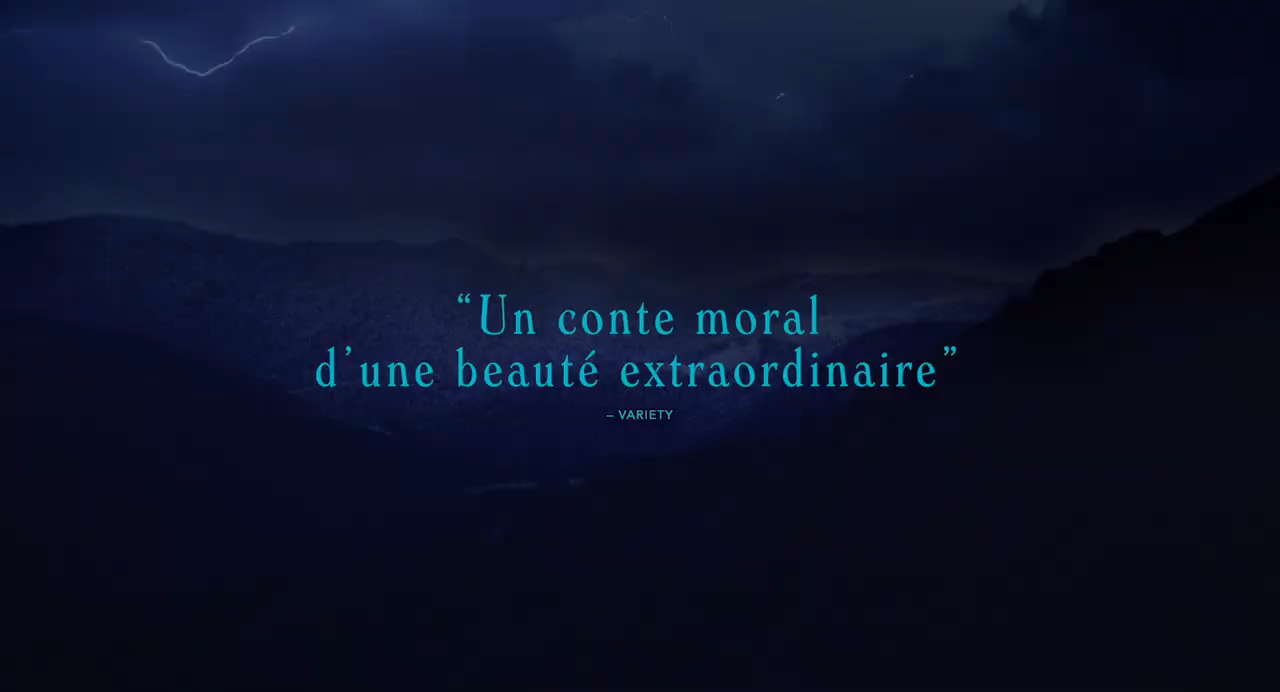 “Un conte moral
d’une beauté extraordinaire”
– VARIETY